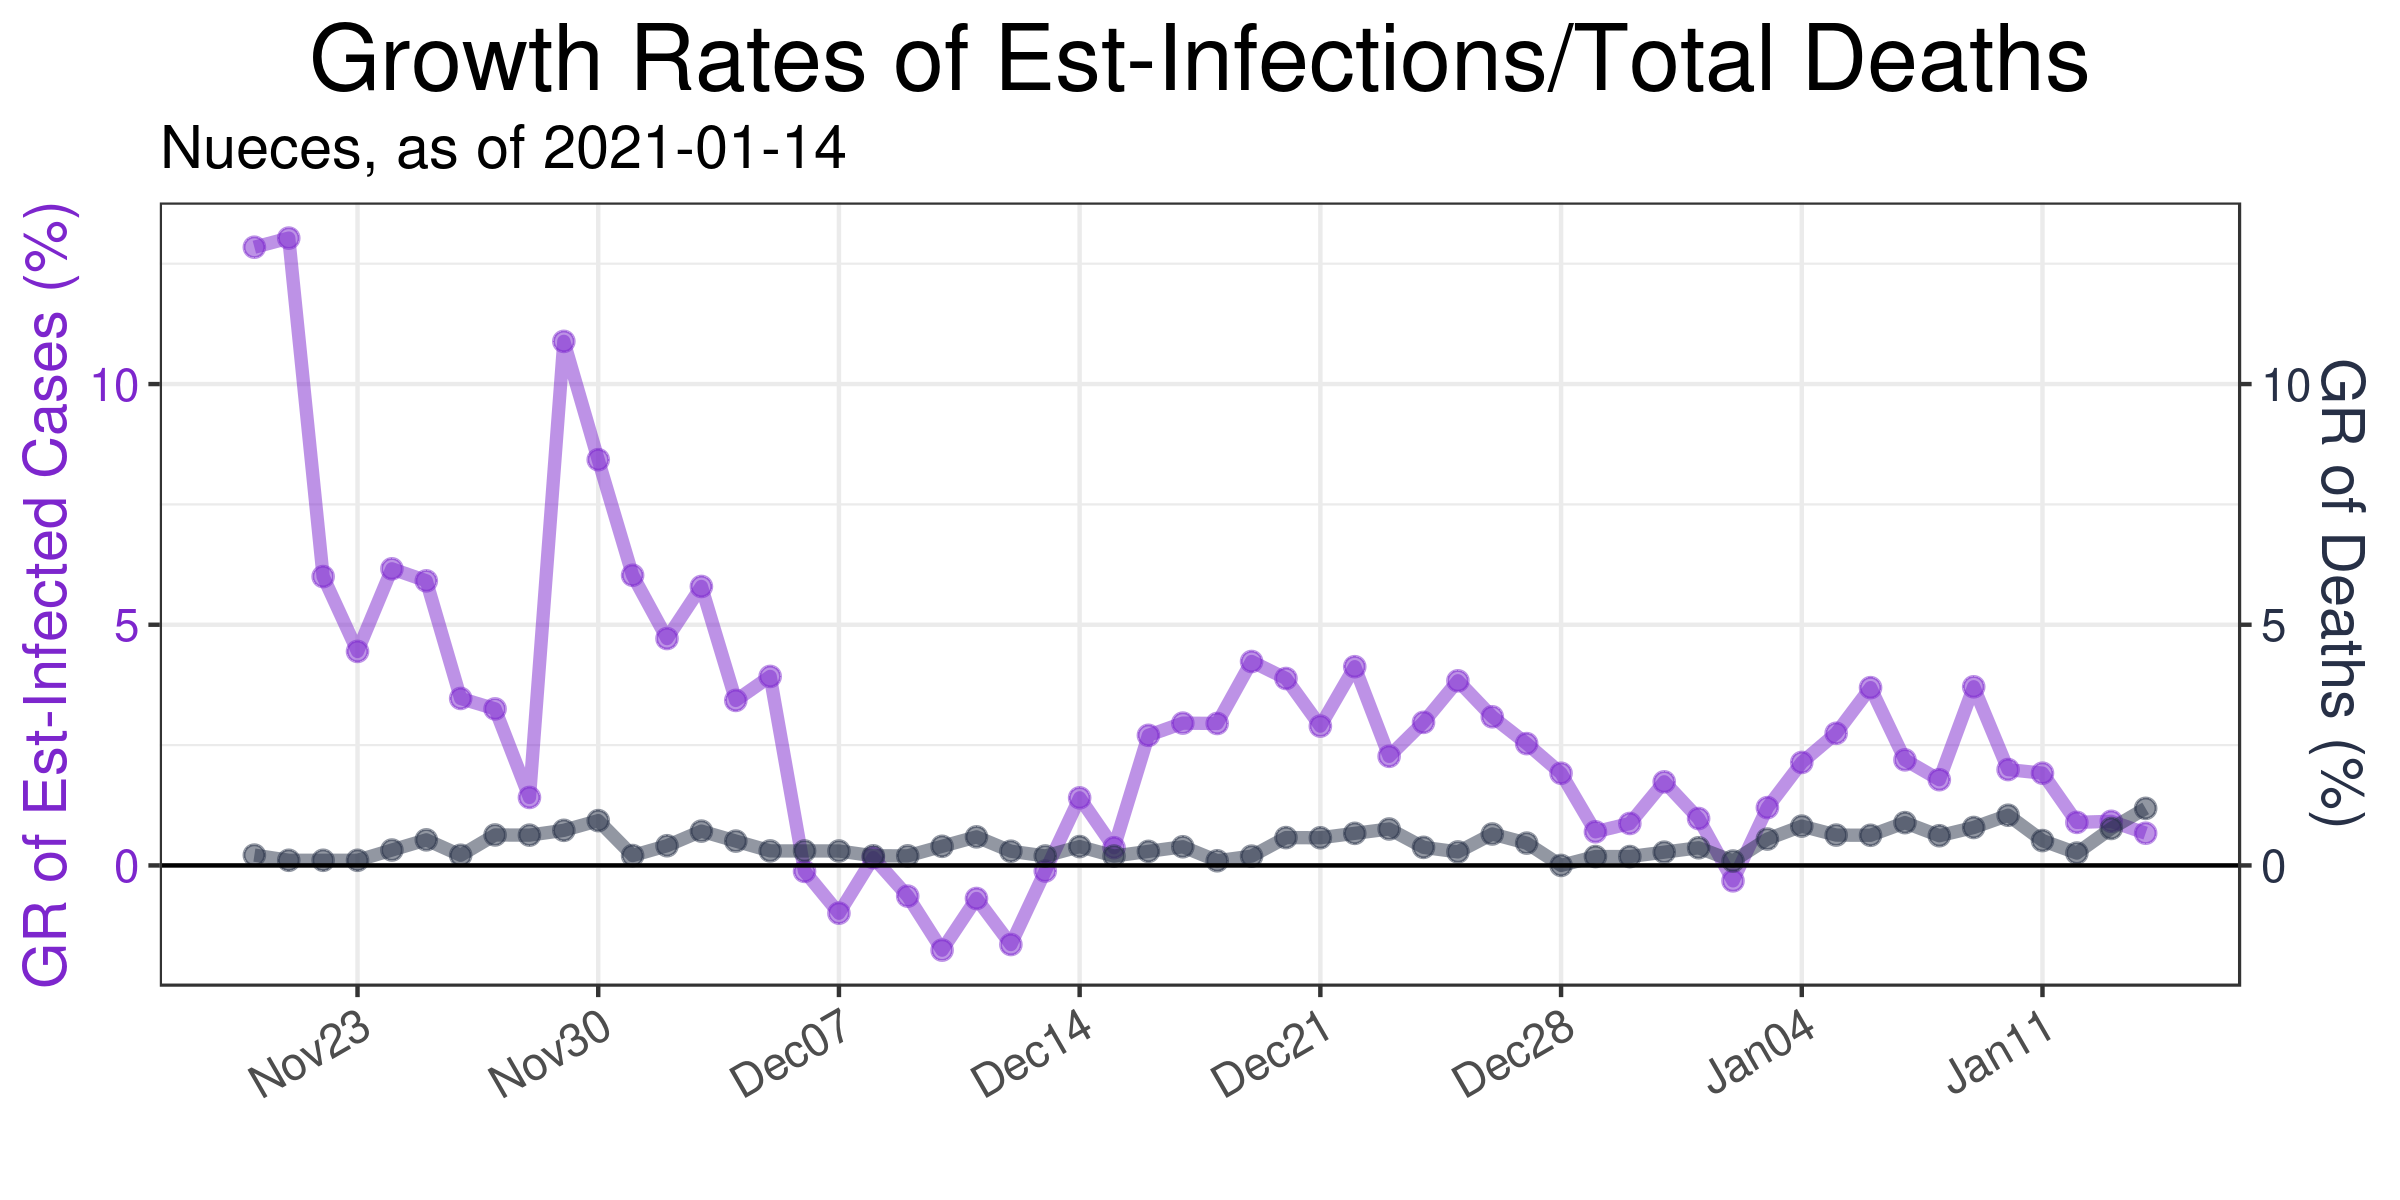 Growth Rates of Est-Infections/Total Deaths
Nueces, as of 2021-01-14
GR of Est-Infected Cases (%)
10
5
0
10
5
0
GR of Deaths (%)
Nov23
Nov30
Dec07
Dec14
Dec21
Dec28
Jan04
Jan11